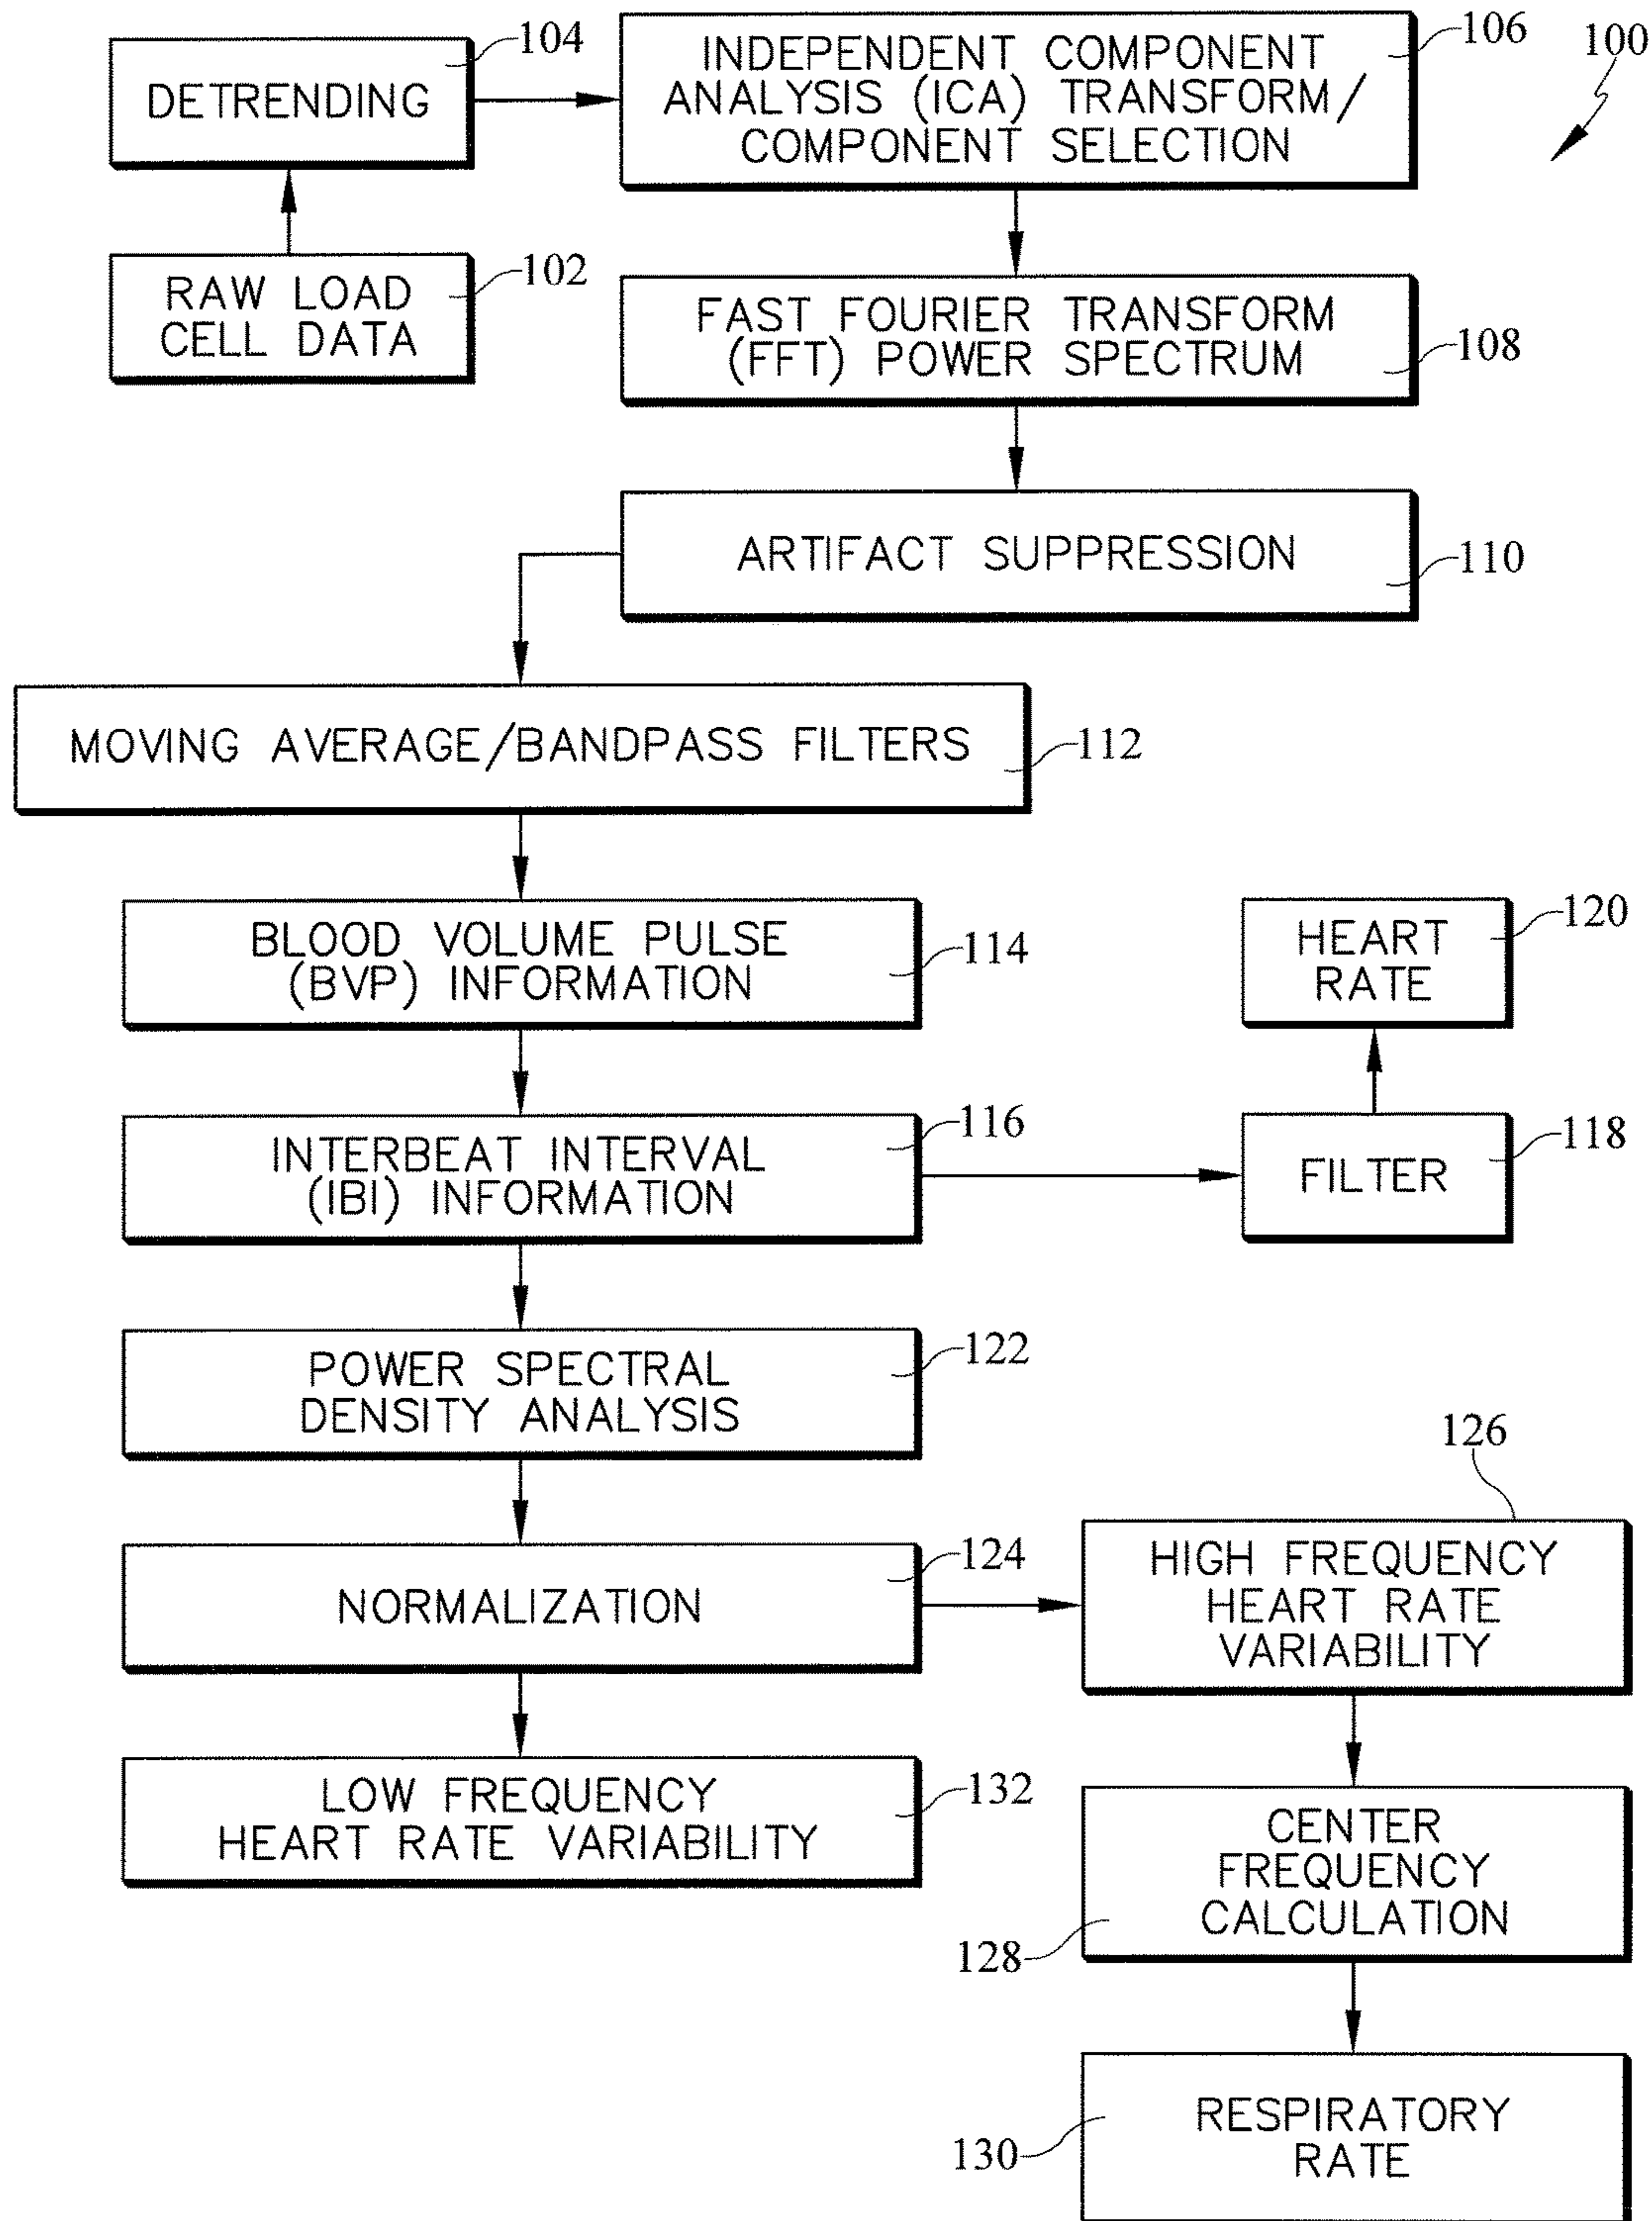 104
DETRENDING
106
INDEPENDENT COMPONENT
ANALYSIS (ICA) TRANSFORM/
COMPONENT SELECTION
100
RAW LOAD
CELL DATA
102
FAST FOURIER TRANSFORM
(FFT) POWER SPECTRUM
108
ARTIFACT SUPPRESSION
110
MOVING AVERAGE/BANDPASS FILTERS
112
BLOOD VOLUME PULSE
(BVP) INFORMATION
114
HEART
RATE
120
INTERBEAT INTERVAL
(IBI) INFORMATION
116
FILTER
118
POWER SPECTRAL
DENSITY ANALYSIS
122
NORMALIZATION
124
126
HIGH FREQUENCY
HEART RATE
VARIABILITY
LOW FREQUENCY
HEART RATE VARIABILITY
132
CENTER
FREQUENCY
CALCULATION
128
RESPIRATORY
RATE
130